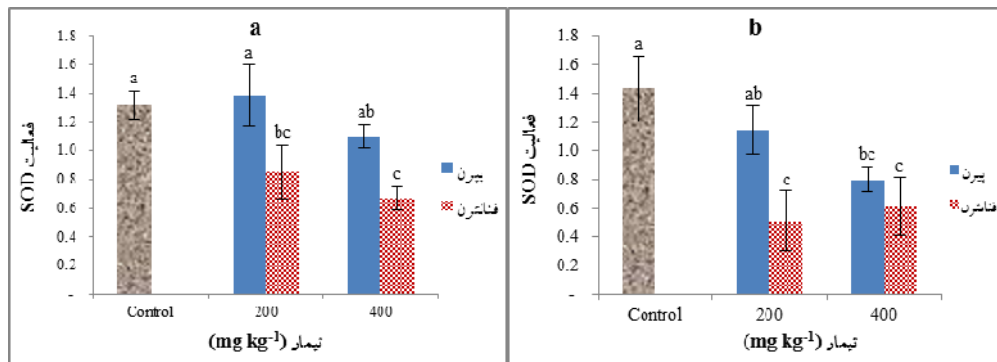 a
فعالیت SOD
1.8
1.6
1.4
1.2
1.0
0.8
0.6
0.4
0.2
-
a
a
bc
ab
c
Control
200
400
تیمار (mg kg-1)
پیرن
فنانترن
b
فعالیت SOD
1.8
1.6
1.4
1.2
1.0
0.8
0.6
0.4
0.2
-
a
ab
c
bc
c
Control
200
400
تیمار (mg kg-1)
پیرن
فنانترن